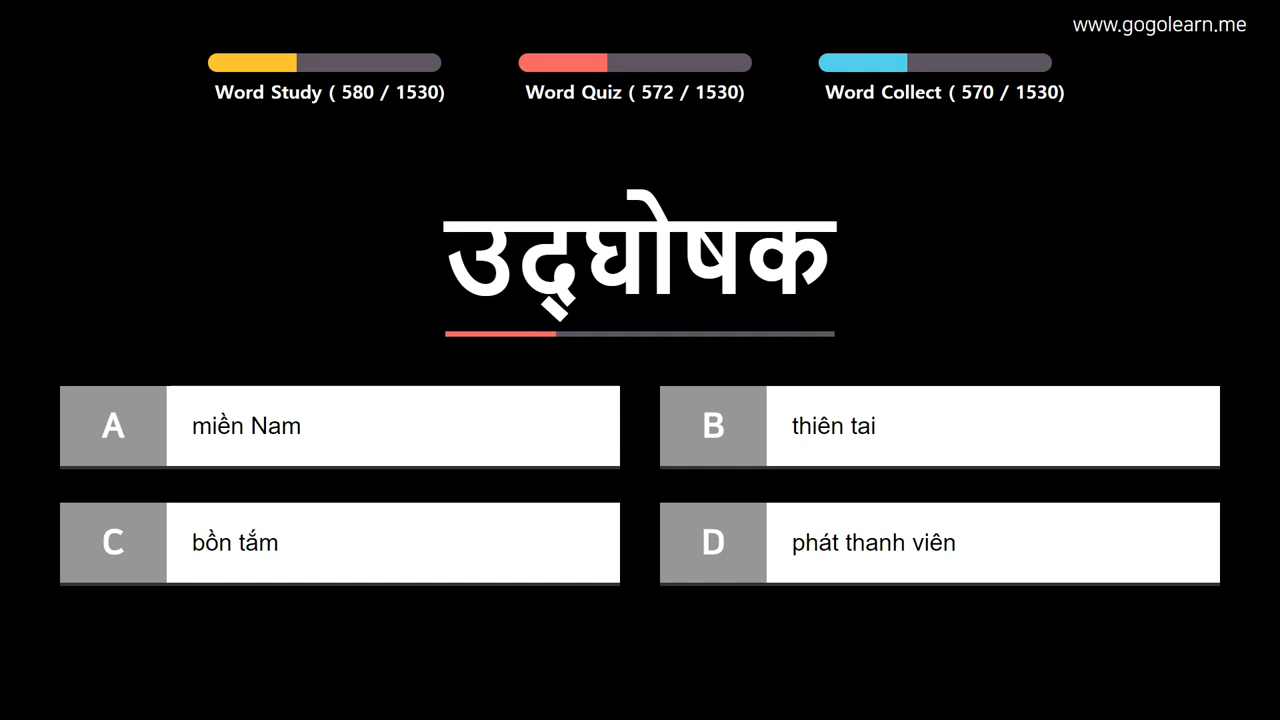 www.gogolearn.me
Word Study ( 580 / 1530)
Word Quiz ( 572 / 1530)
Word Collect ( 570 / 1530)
उद्घोषक
A
miền Nam
B
thiên tai
C
bồn tắm
D
phát thanh viên